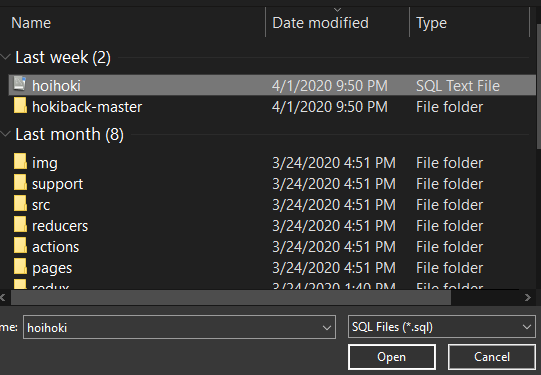 Name Date modified Type
Last week (2)
hoihoki 4/1/2020 9:50 PM SQL Text File
hokiback-master 4/1/2020 9:50 PM File folder
Last month (8)
img 3/24/2020 4:51 PM File folder
support 3/24/2020 4:51 PM File folder
src 3/24/2020 4:51 PM File folder
reducers 3/24/2020 4:51 PM File folder
actions 3/24/2020 4:51 PM File folder
pages 3/24/2020 4:51 PM File folder
redux 3/24/2020 1:40 PM File folder
me: hoihoki SQL Files (*.sql)
Open Cancel